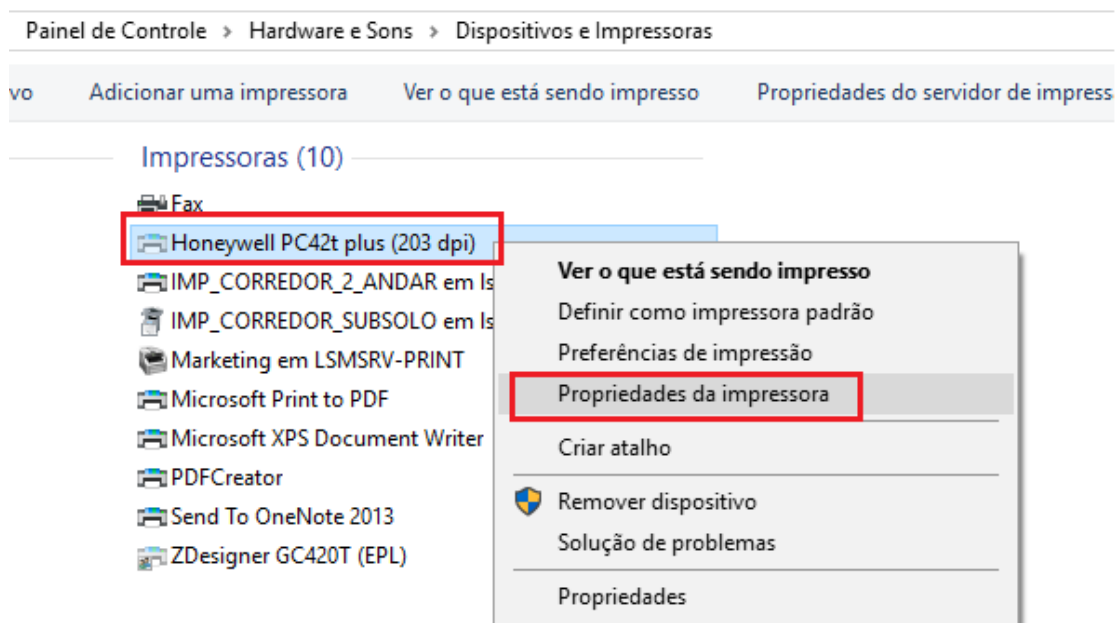 Painel de Controle > Hardware e Sons > Dispositivos e Impressoras
vo Adicionar uma impressora Ver o que está sendo impresso Propriedades do servidor de impress
Impressoras (10)
Fax
Honeywell PC42t plus (203 dpi)
IMP_CORREDOR_2_ANDAR em ls
IMP_CORREDOR_SUBSOLO em ls
Marketing em LSMSRV-PRINT
Microsoft Print to PDF
Microsoft XPS Document Writer
PDFCreator
Send To OneNote 2013
ZDesigner GC420T (EPL)
Ver o que está sendo impresso
Definir como impressora padrão
Preferências de impressão
Propriedades da impressora
Criar atalho
Remover dispositivo
Solução de problemas
Propriedades